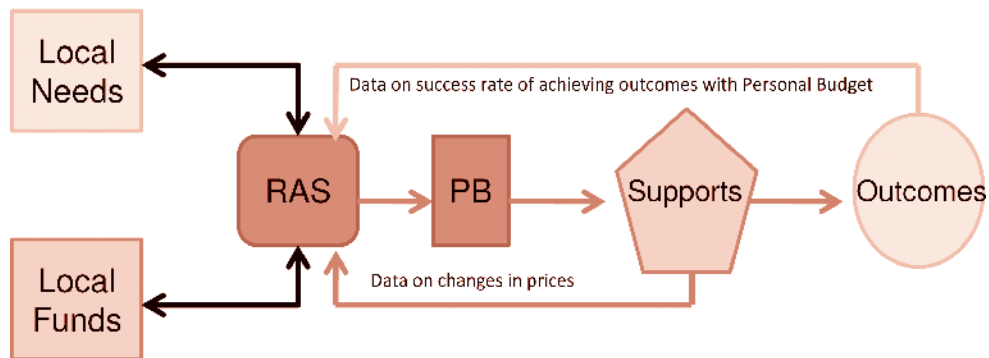 Local
Needs
Data on success rate of achieving outcomes with Personal Budget
RAS
PB
Supports
Outcomes
Data on changes in prices
Local
Funds